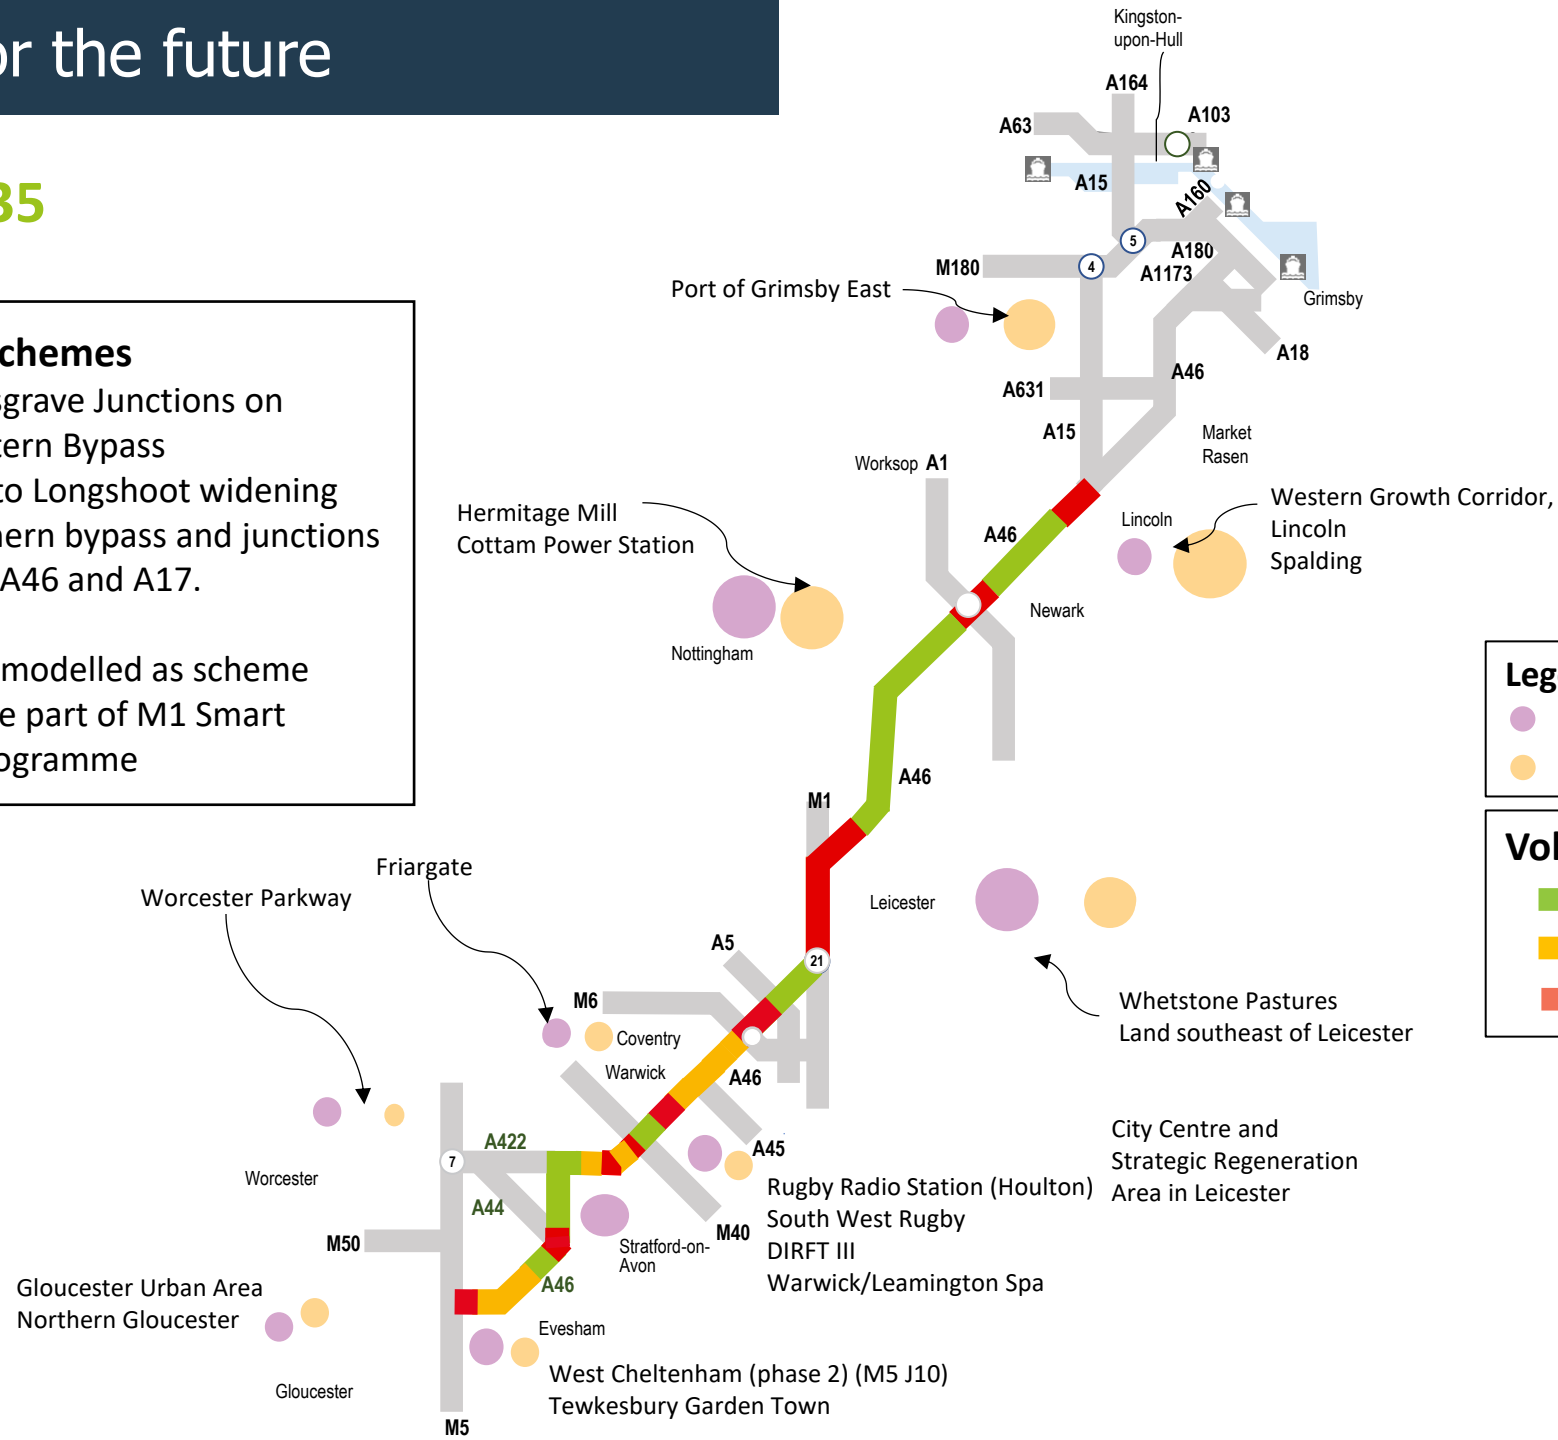 or the future
35
chemes
sgrave Junctions on
tern Bypass
to Longshoot widening
hern bypass and junctions
A46 and A17.
modelled as scheme
e part of M1 Smart
ogramme
Kingston-
upon-Hull
A164
A63
A103
A15
A160
5
A180
M180
4
A1173
Port of Grimsby East
Grimsby
A18
A46
A631
A15
Market
Rasen
Worksop
A1
Hermitage Mill
Cottam Power Station
Western Growth Corridor,
Lincoln
Spalding
Lincoln
A46
Newark
Nottingham
Leg
A46
M1
Vol
Friargate
Worcester Parkway
Leicester
A5
21
M6
Whetstone Pastures
Land southeast of Leicester
Coventry
Warwick
A46
A422
A45
7
City Centre and
Strategic Regeneration
Area in Leicester
Worcester
Rugby Radio Station (Houlton)
South West Rugby
DIRFT III
Warwick/Leamington Spa
A44
M40
M50
Stratford-on-
Avon
Gloucester Urban Area
Northern Gloucester
A46
Evesham
West Cheltenham (phase 2) (M5 J10)
Tewkesbury Garden Town
Gloucester
M5